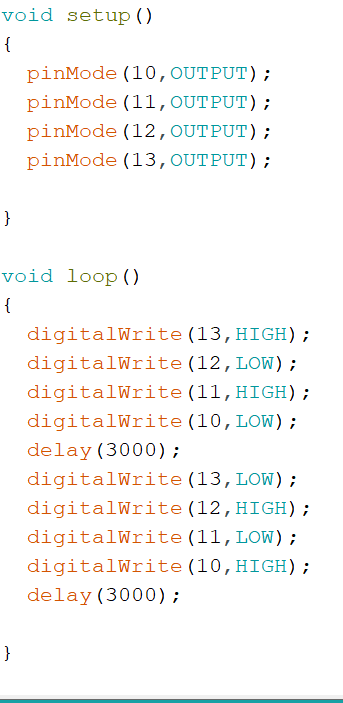 void setup()
{
  pinMode(10,OUTPUT);
  pinMode(11,OUTPUT);
  pinMode(12,OUTPUT);
  pinMode(13,OUTPUT);

}

void loop()
{
  digitalWrite(13,HIGH);
  digitalWrite(12,LOW);
  digitalWrite(11,HIGH);
  digitalWrite(10,LOW);
  delay(3000);
  digitalWrite(13,LOW);
  digitalWrite(12,HIGH);
  digitalWrite(11,LOW);
  digitalWrite(10,HIGH);
  delay(3000);

}